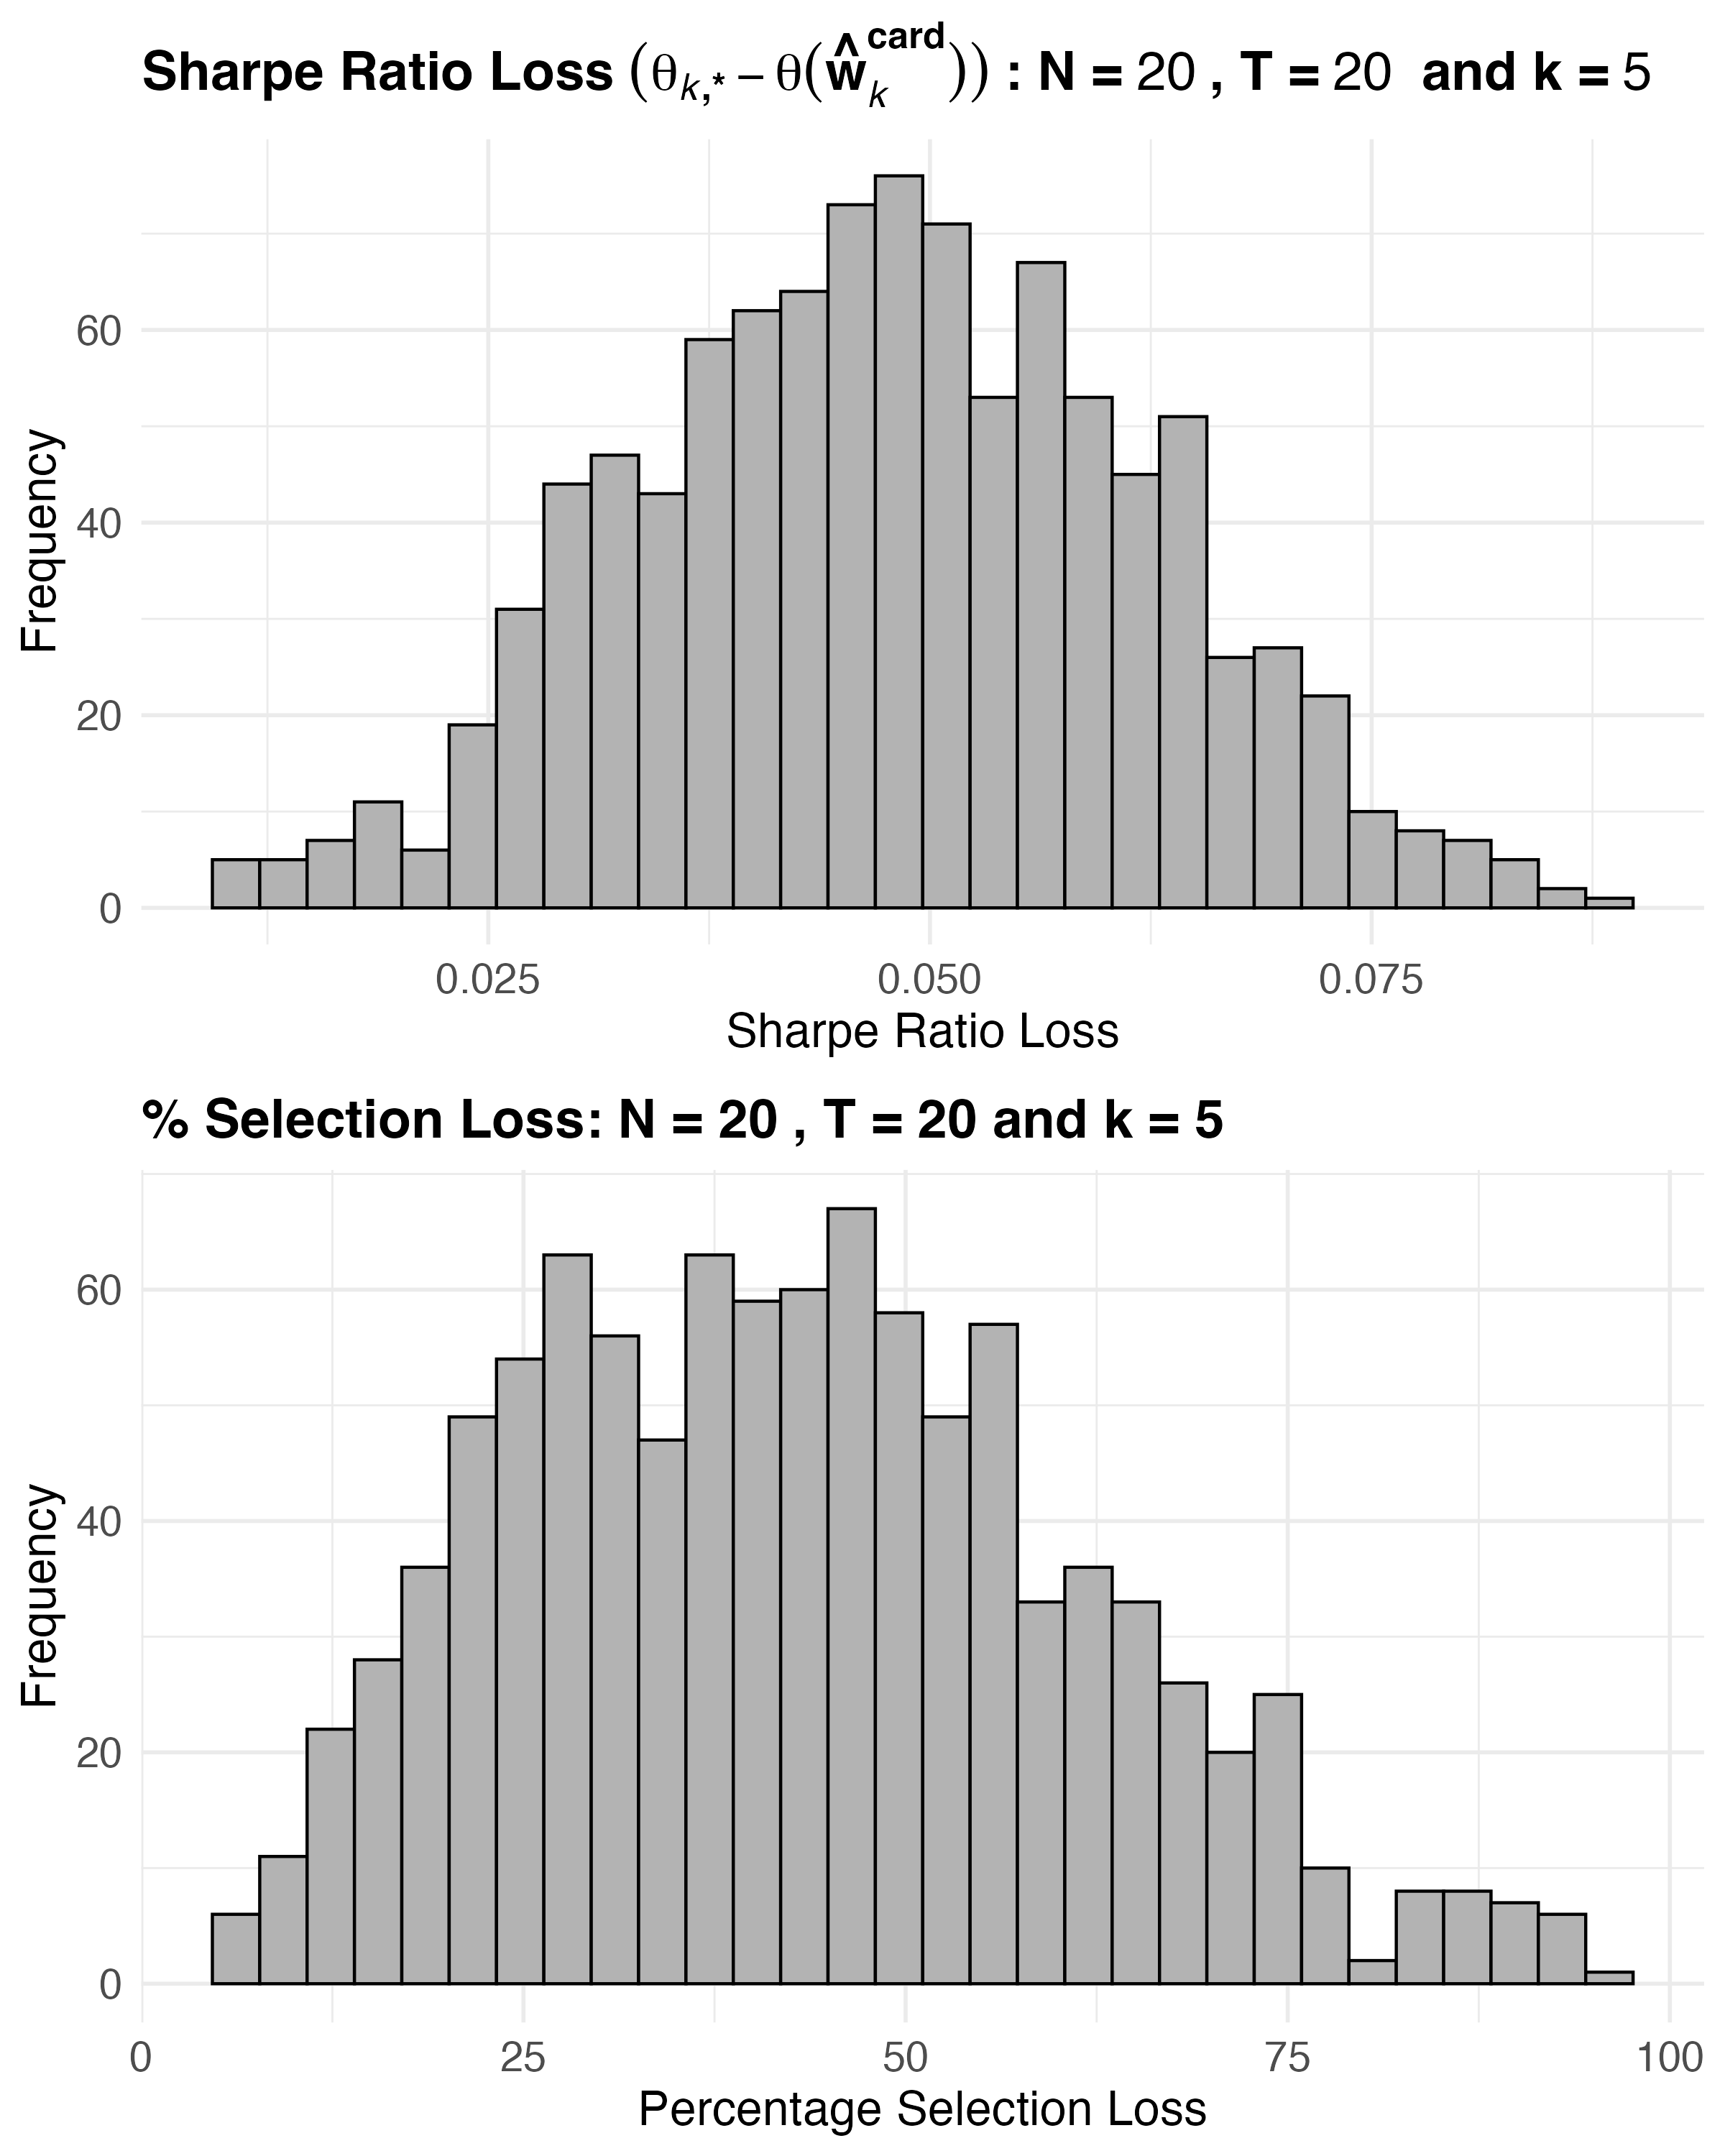 Sharpe Ratio Loss (θk,* − θ(ŵk^card)) : N = 20 , T = 20 and k = 5
Frequency
60
40
20
0
0.025 0.050 0.075
Sharpe Ratio Loss
% Selection Loss: N = 20 , T = 20 and k = 5
Frequency
60
40
20
0
0 25 50 75 100
Percentage Selection Loss